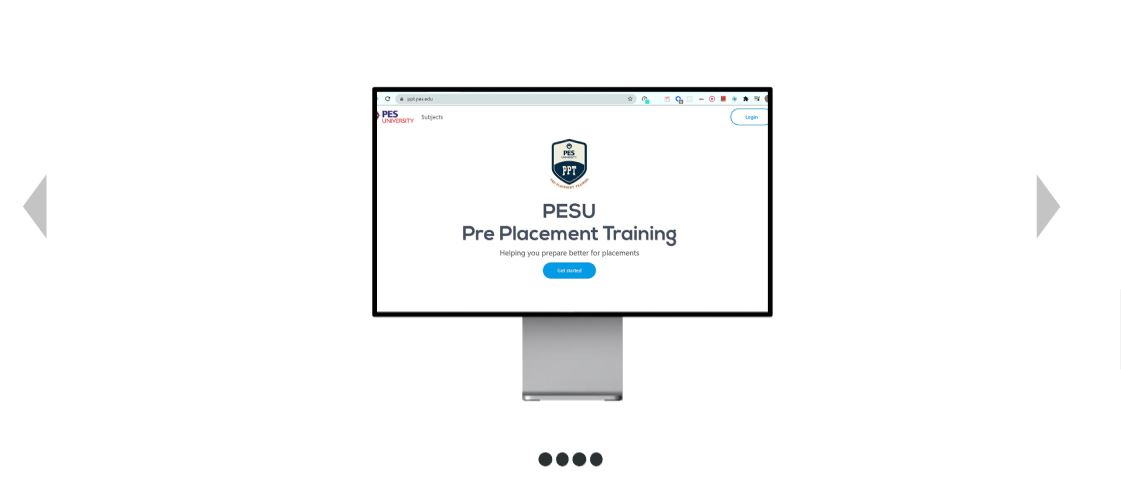 ppt.pes.edu
PES
UNIVERSITY
Subjects
Login
PES
UNIVERSITY
PPT
PRE PLACEMENT TRAINING
PESU
Pre Placement Training
Helping you prepare better for placements
Get started